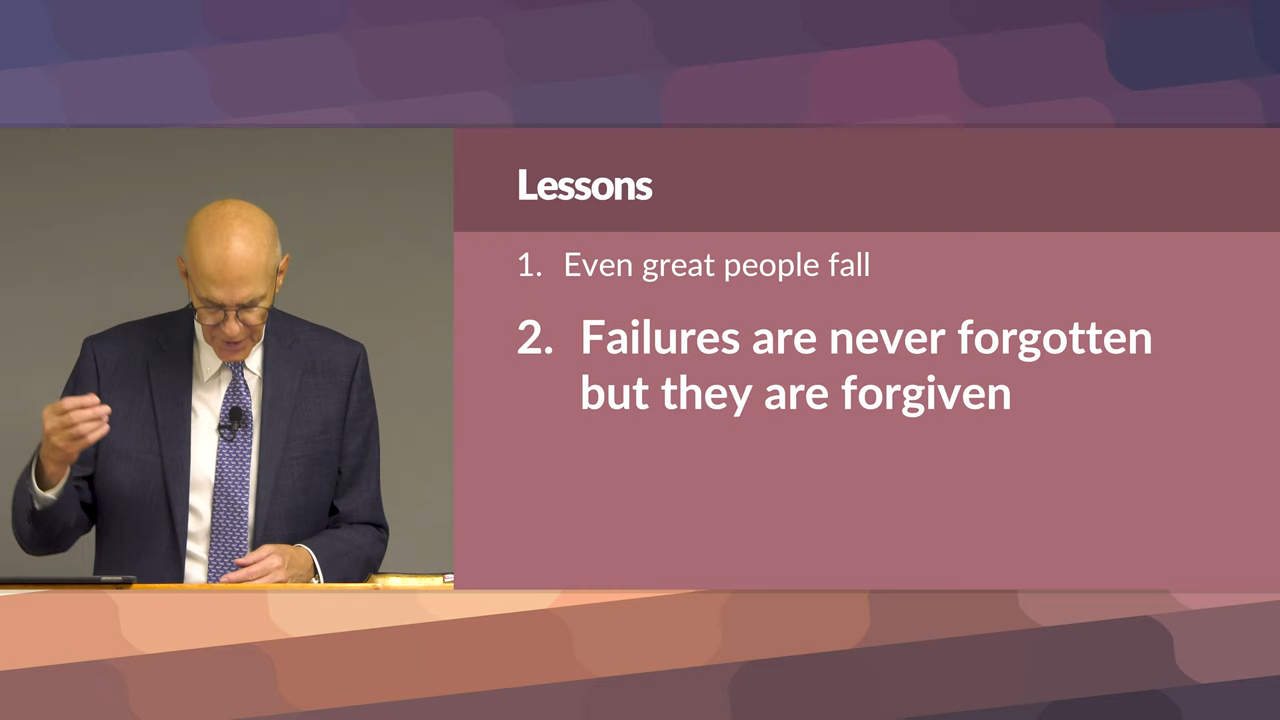 Lessons
1. Even great people fall
2. Failures are never forgotten
but they are forgiven